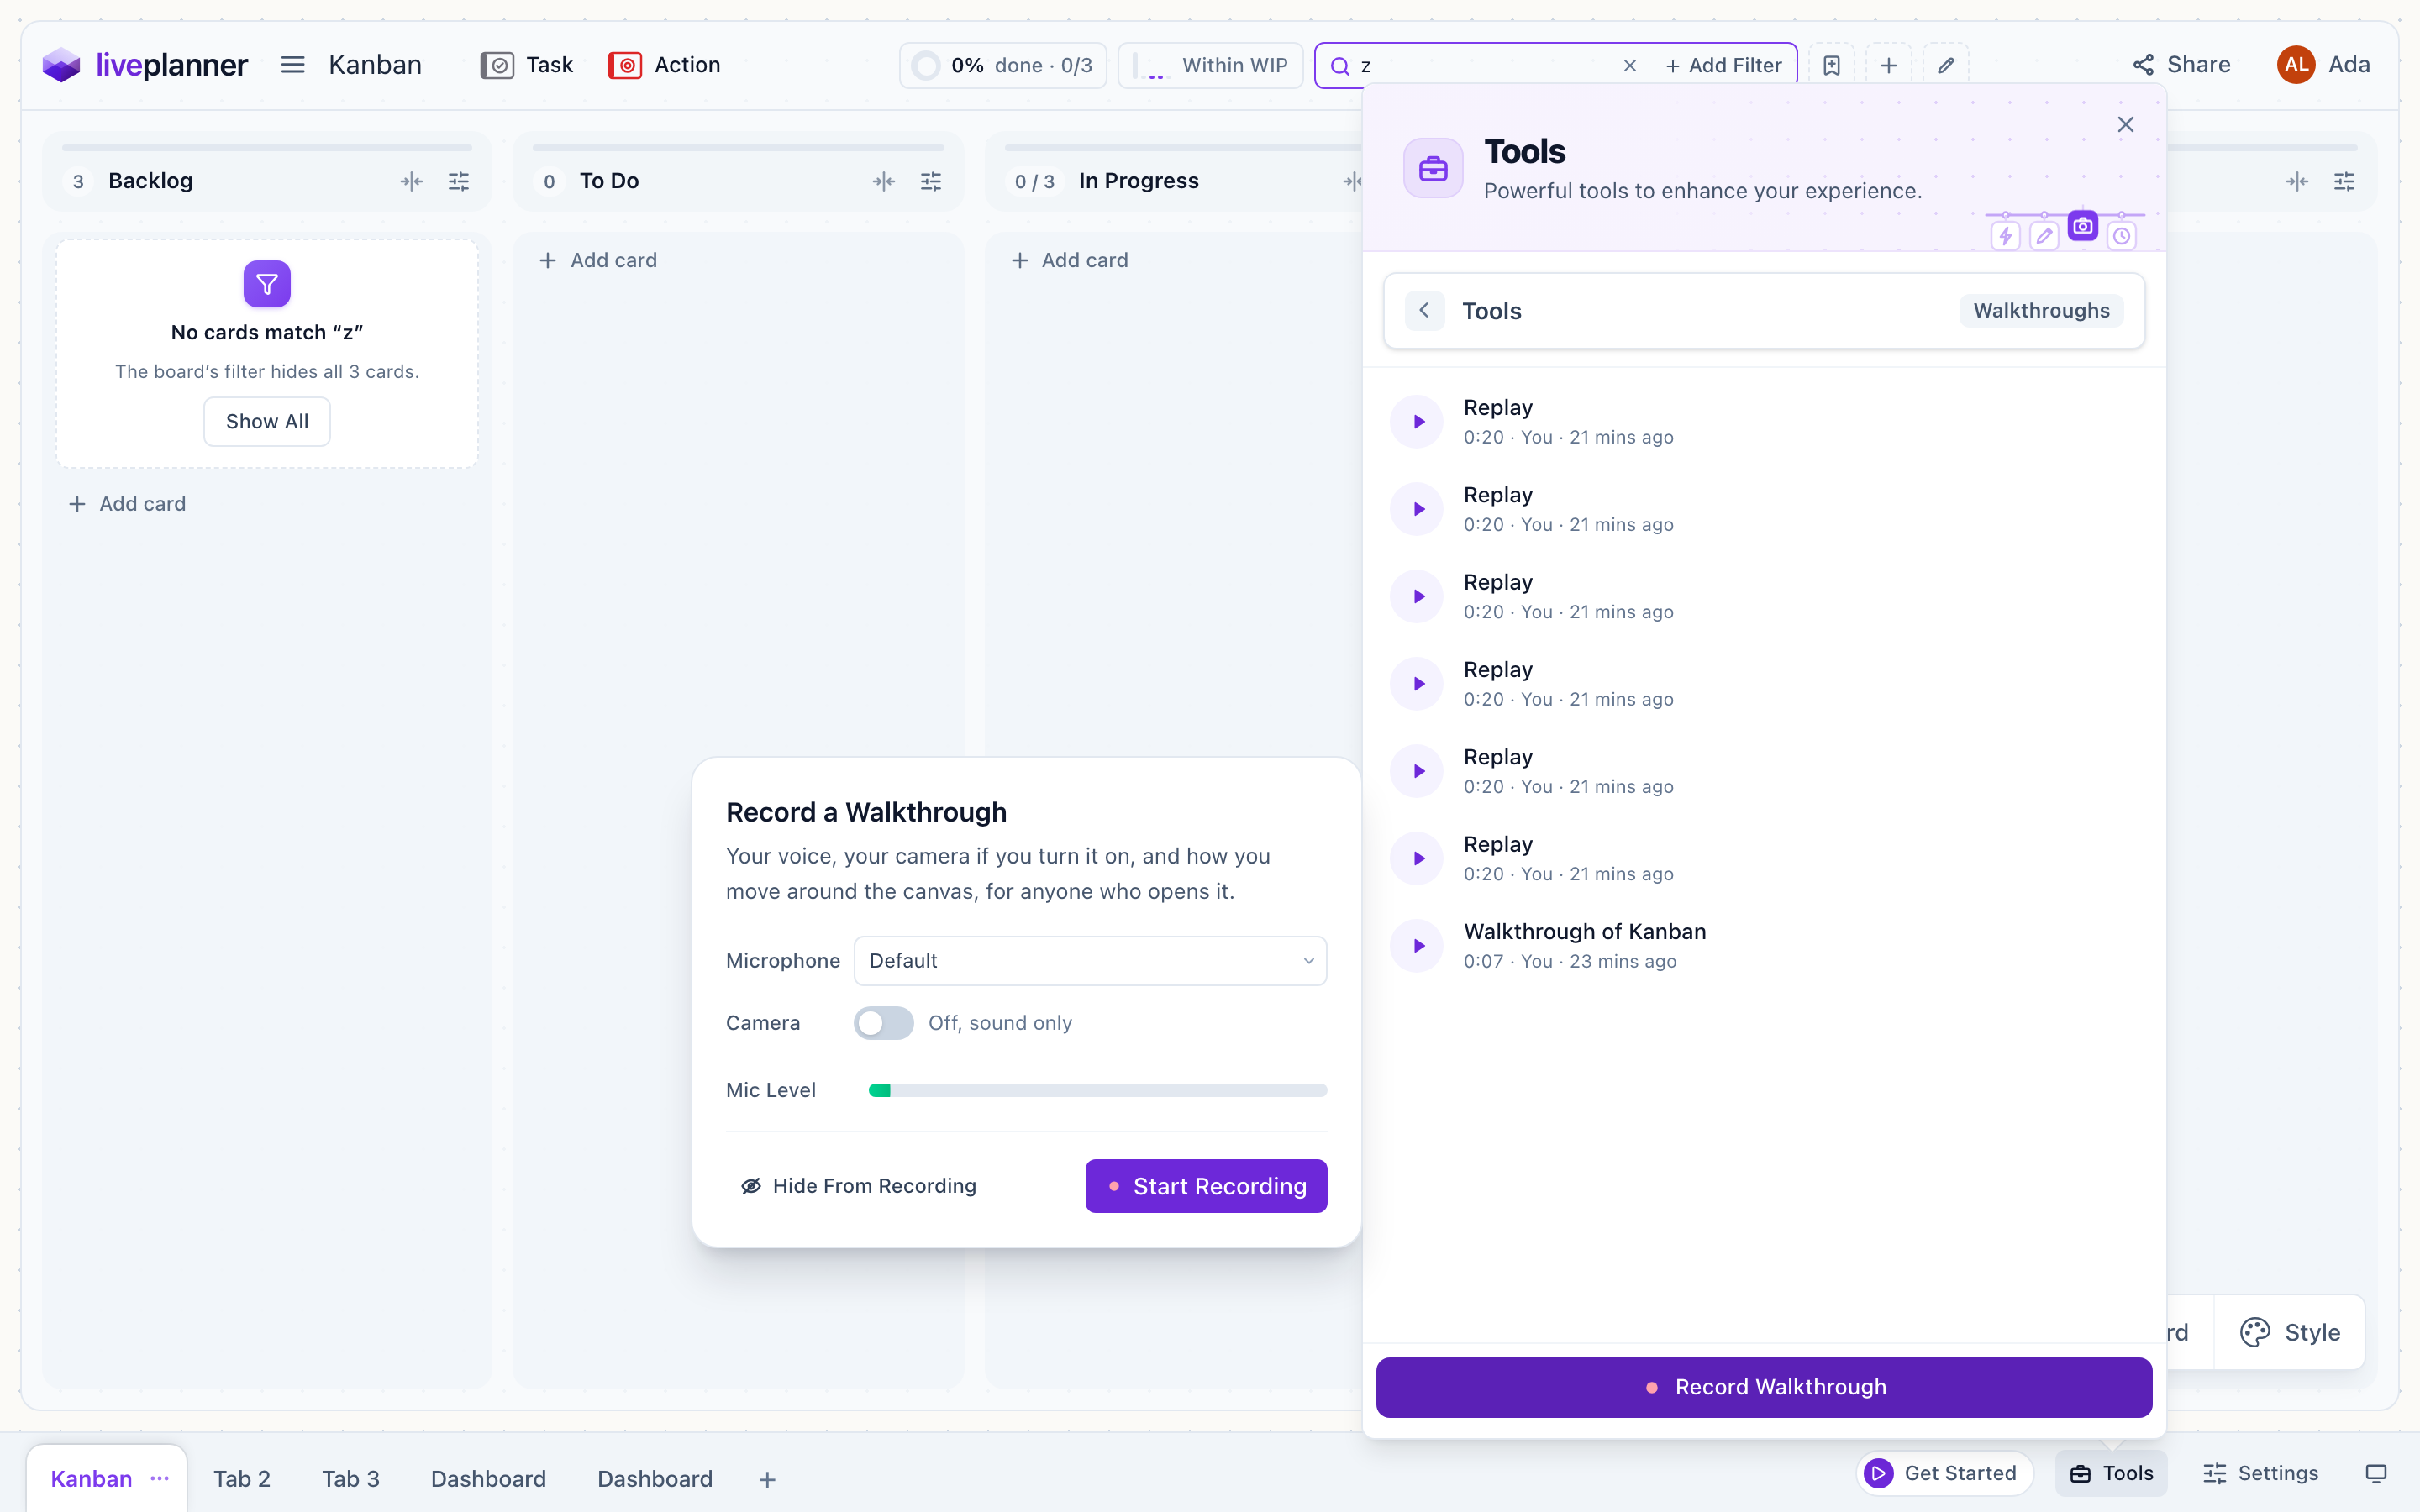 liveplanner
Kanban
Task
Action
0% done · 0/3
Within WIP
z
+ Add Filter
Share
AL
Ada
3 Backlog
0 To Do
0 / 3 In Progress
No cards match “z”
The board’s filter hides all 3 cards.
Show All
+ Add card
+ Add card
+ Add card
Tools
Powerful tools to enhance your experience.
Tools
Walkthroughs
Replay
0:20 · You · 21 mins ago
Replay
0:20 · You · 21 mins ago
Replay
0:20 · You · 21 mins ago
Replay
0:20 · You · 21 mins ago
Replay
0:20 · You · 21 mins ago
Replay
0:20 · You · 21 mins ago
Walkthrough of Kanban
0:07 · You · 23 mins ago
Record Walkthrough
Record a Walkthrough
Your voice, your camera if you turn it on, and how you
move around the canvas, for anyone who opens it.
Microphone
Default
Camera
Off, sound only
Mic Level
Hide From Recording
Start Recording
rd
Style
Kanban
Tab 2
Tab 3
Dashboard
Dashboard
Get Started
Tools
Settings